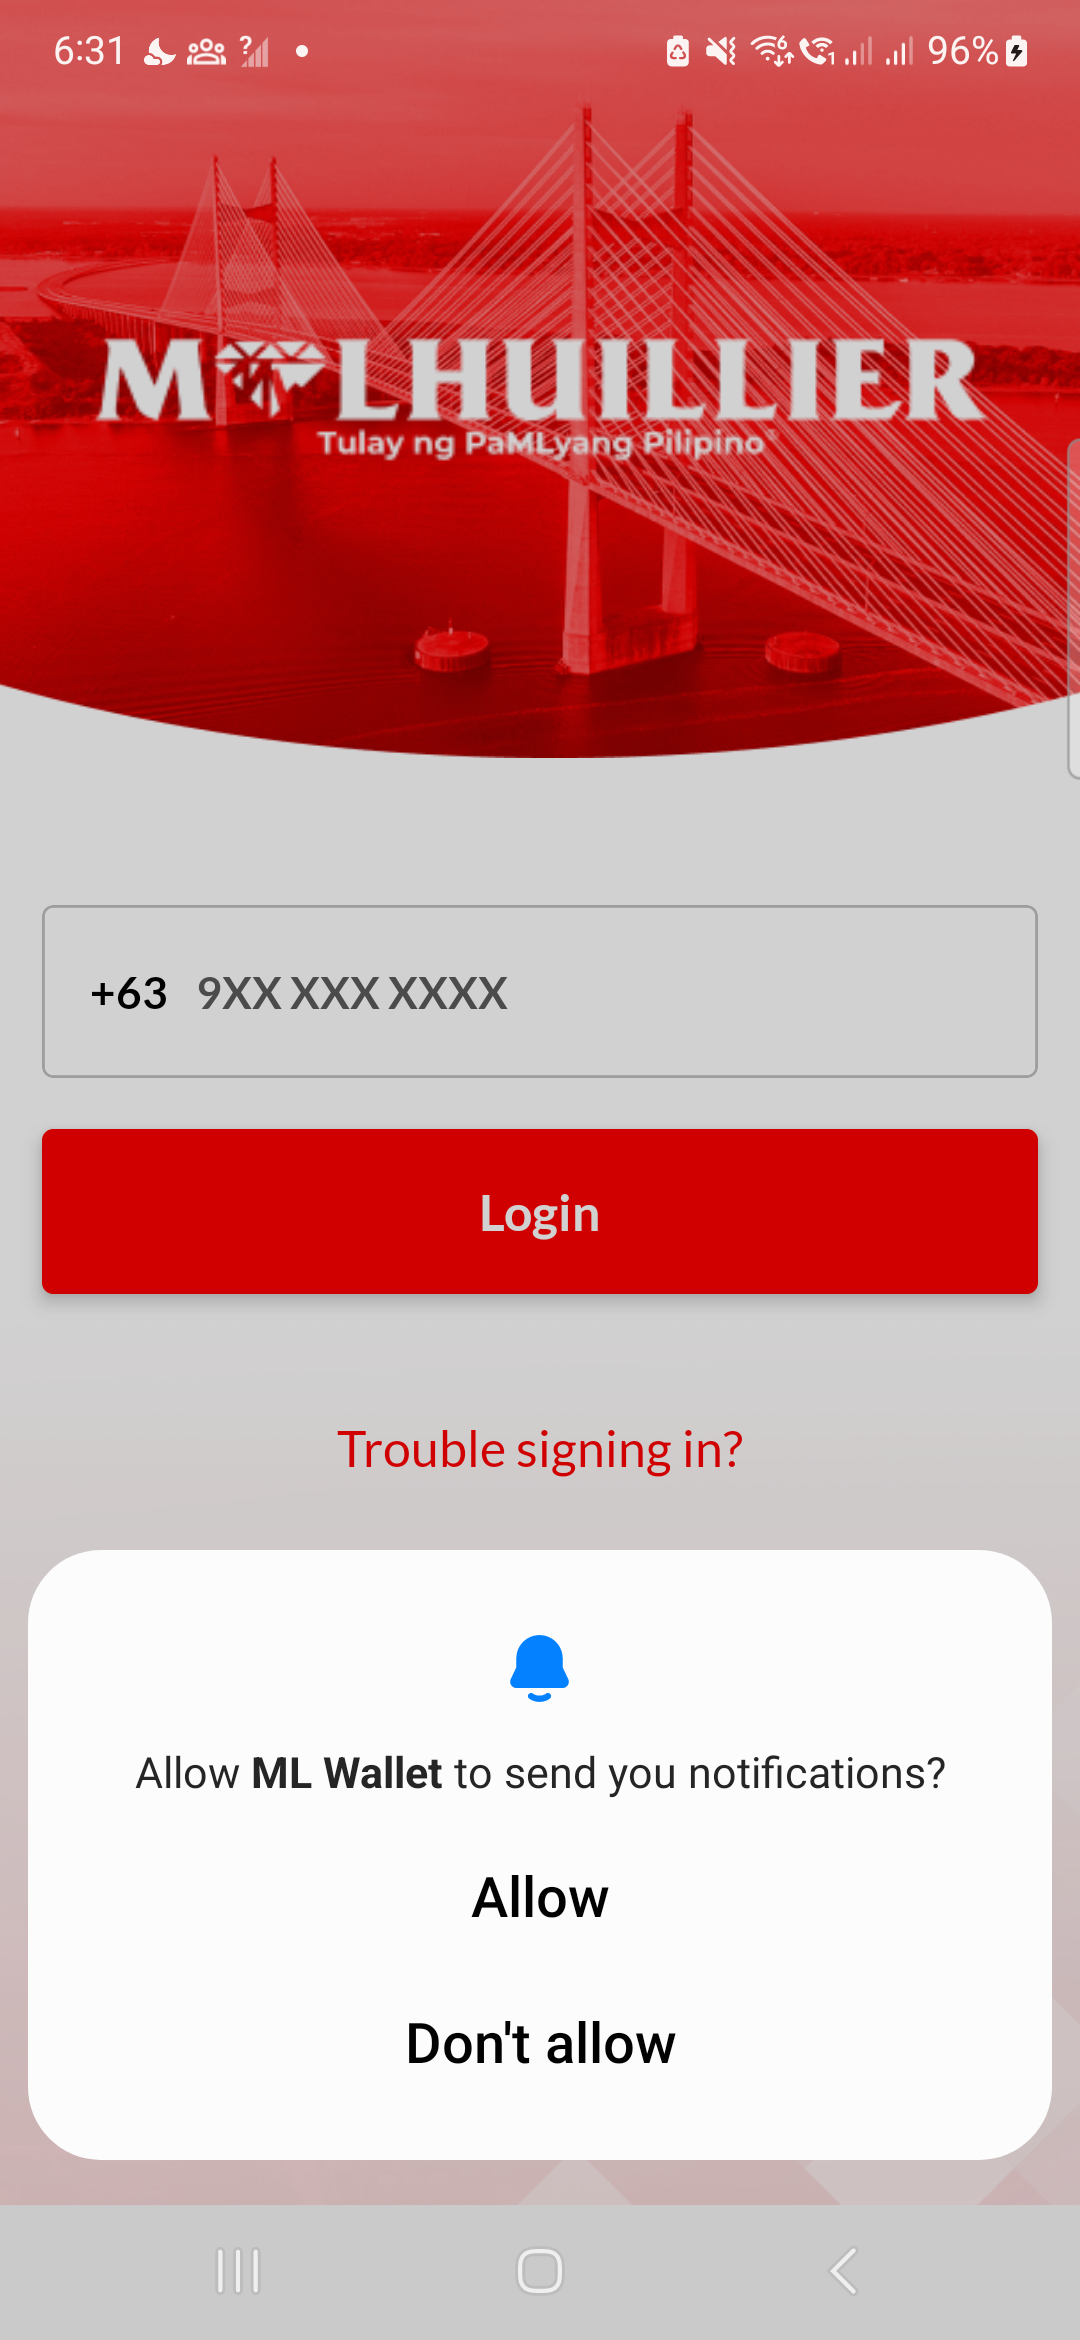 6:31
96%
M LHUILLIER
Tulay ng PaMLyang Pilipino
+63 9XX XXX XXXX
Login
Trouble signing in?
Allow ML Wallet to send you notifications?
Allow
Don't allow